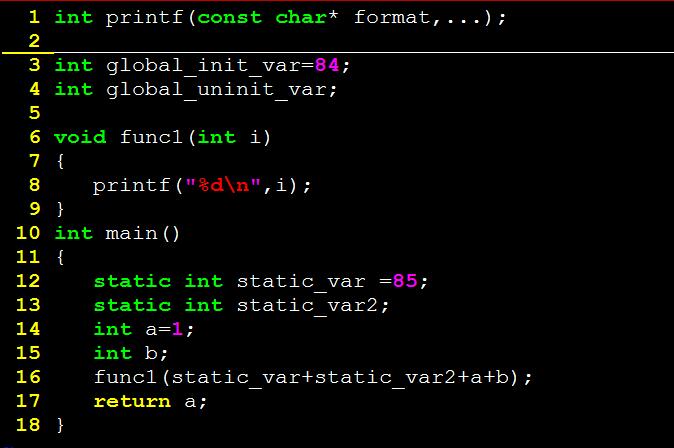 1 int printf(const char* format,...);
2
3 int global_init_var=84;
4 int global_uninit_var;
5
6 void func1(int i)
7 {
8    printf("%d\n",i);
9 }
10 int main()
11 {
12    static int static_var =85;
13    static int static_var2;
14    int a=1;
15    int b;
16    func1(static_var+static_var2+a+b);
17    return a;
18 }